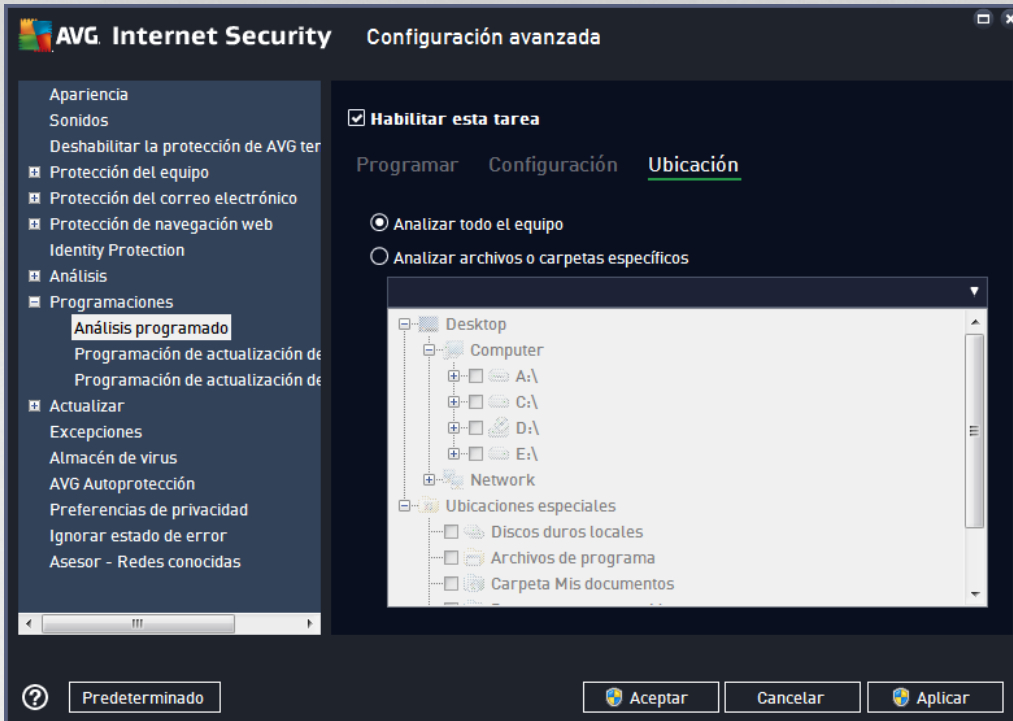 AVG. Internet Security
Configuración avanzada
Apariencia
Sonidos
Deshabilitar la protección de AVG ter
Protección del equipo
Protección del correo electrónico
Protección de navegación web
Identity Protection
Análisis
Programaciones
Análisis programado
Programación de actualización de
Programación de actualización de
Actualizar
Excepciones
Almacén de virus
AVG Autoprotección
Preferencias de privacidad
Ignorar estado de error
Asesor - Redes conocidas
Habilitar esta tarea
Programar Configuración Ubicación
Analizar todo el equipo
Analizar archivos o carpetas específicos
Desktop
Computer
A:\
C:\
D:\
E:\
Network
Ubicaciones especiales
Discos duros locales
Archivos de programa
Carpeta Mis documentos
? Predeterminado Aceptar Cancelar Aplicar